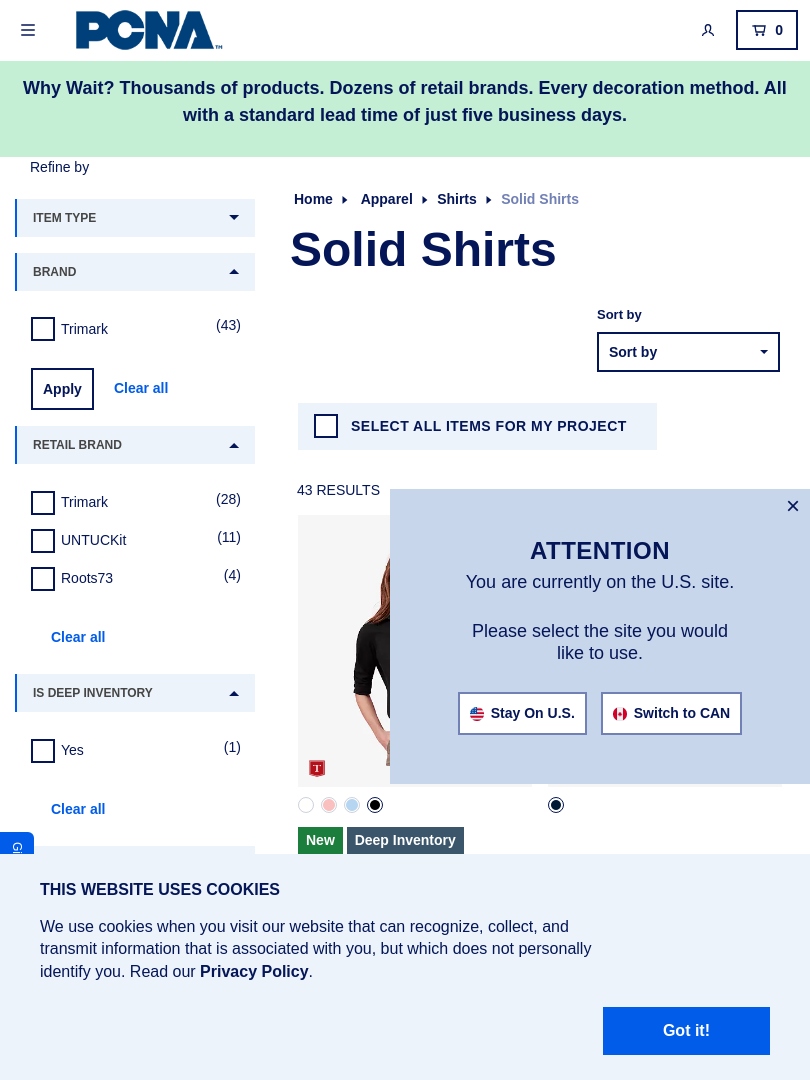 PCNA™
0
Why Wait? Thousands of products. Dozens of retail brands. Every decoration method. All
with a standard lead time of just five business days.
Refine by
ITEM TYPE
BRAND
Trimark (43)
Apply Clear all
RETAIL BRAND
Trimark (28)
UNTUCKit (11)
Roots73 (4)
Clear all
IS DEEP INVENTORY
Yes (1)
Clear all
Home Apparel Shirts Solid Shirts
Solid Shirts
Sort by
Sort by
SELECT ALL ITEMS FOR MY PROJECT
43 RESULTS
T
New Deep Inventory
ATTENTION
You are currently on the U.S. site.
Please select the site you would
like to use.
Stay On U.S. Switch to CAN
THIS WEBSITE USES COOKIES
We use cookies when you visit our website that can recognize, collect, and
transmit information that is associated with you, but which does not personally
identify you. Read our Privacy Policy.
Got it!